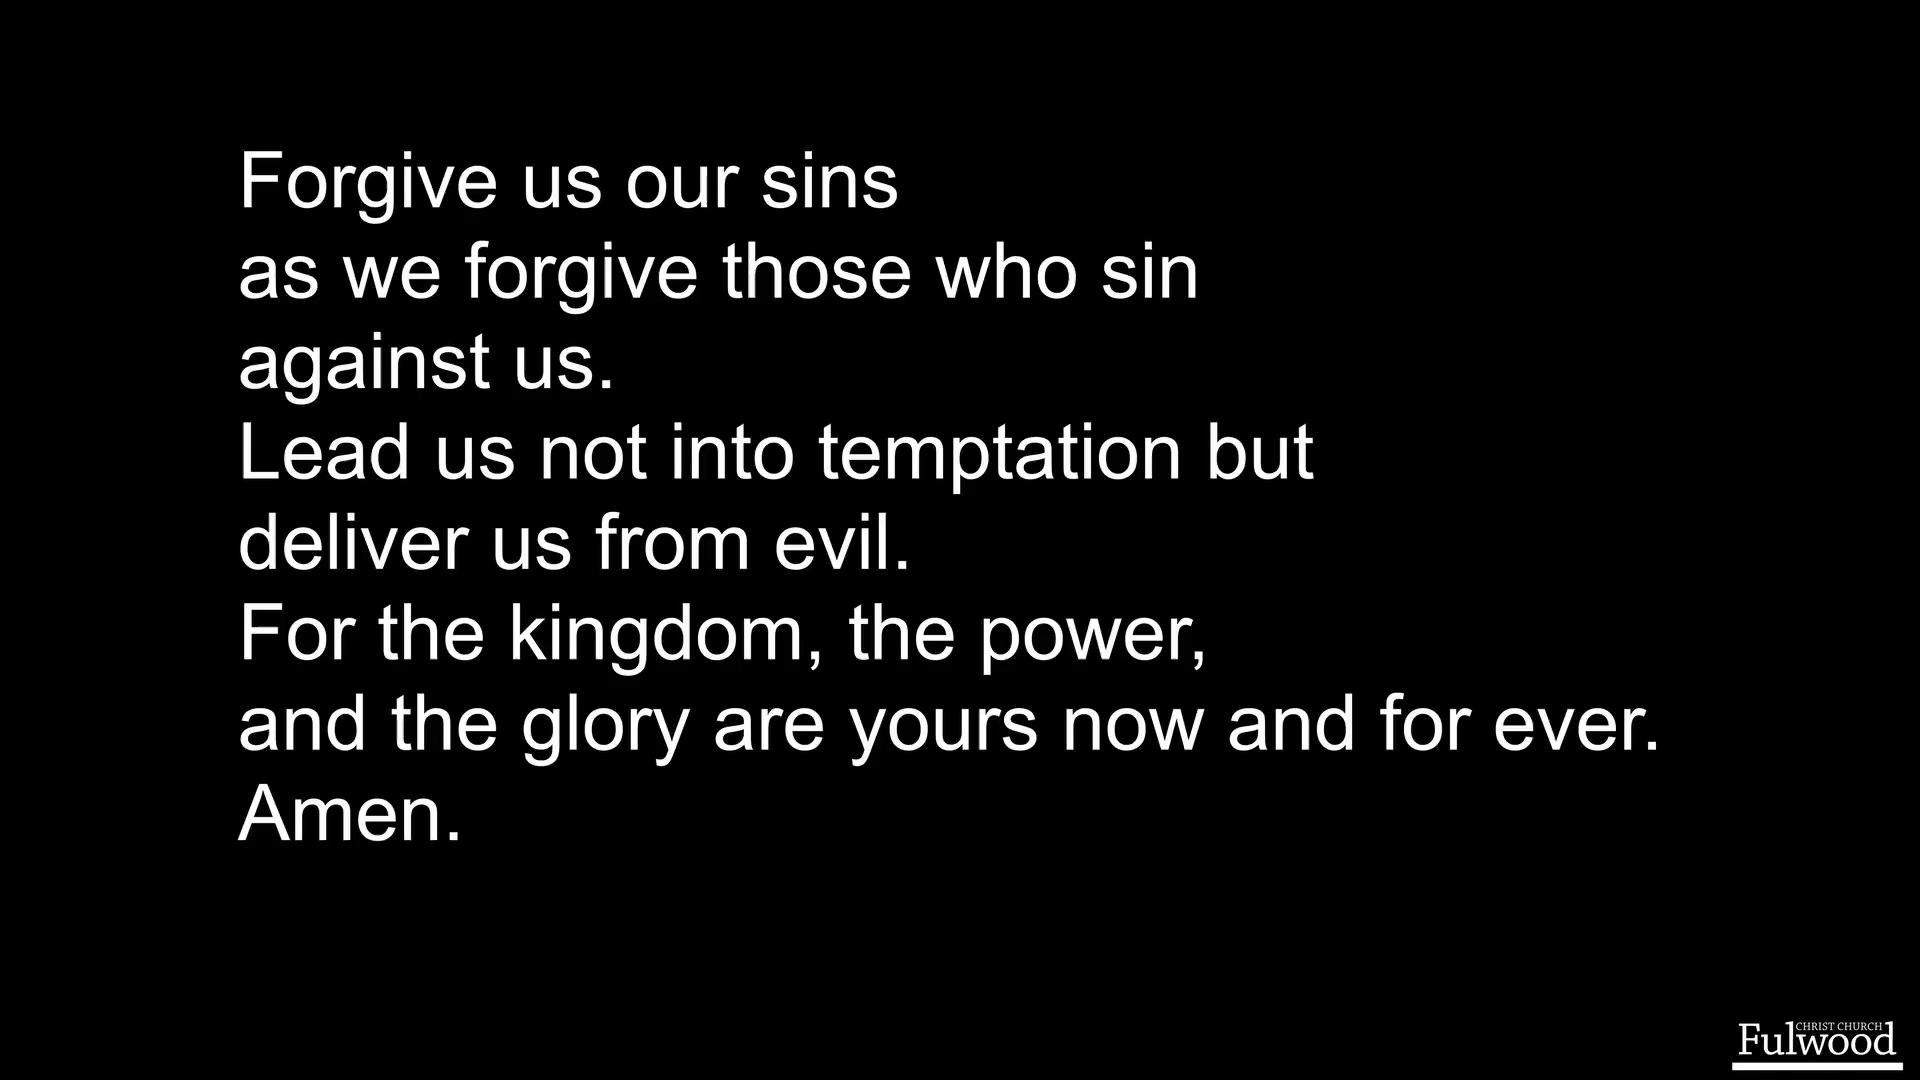 Forgive us our sins
as we forgive those who sin
against us.
Lead us not into temptation but
deliver us from evil.
For the kingdom, the power,
and the glory are yours now and for ever.
Amen.
CHRIST CHURCH
Fulwood